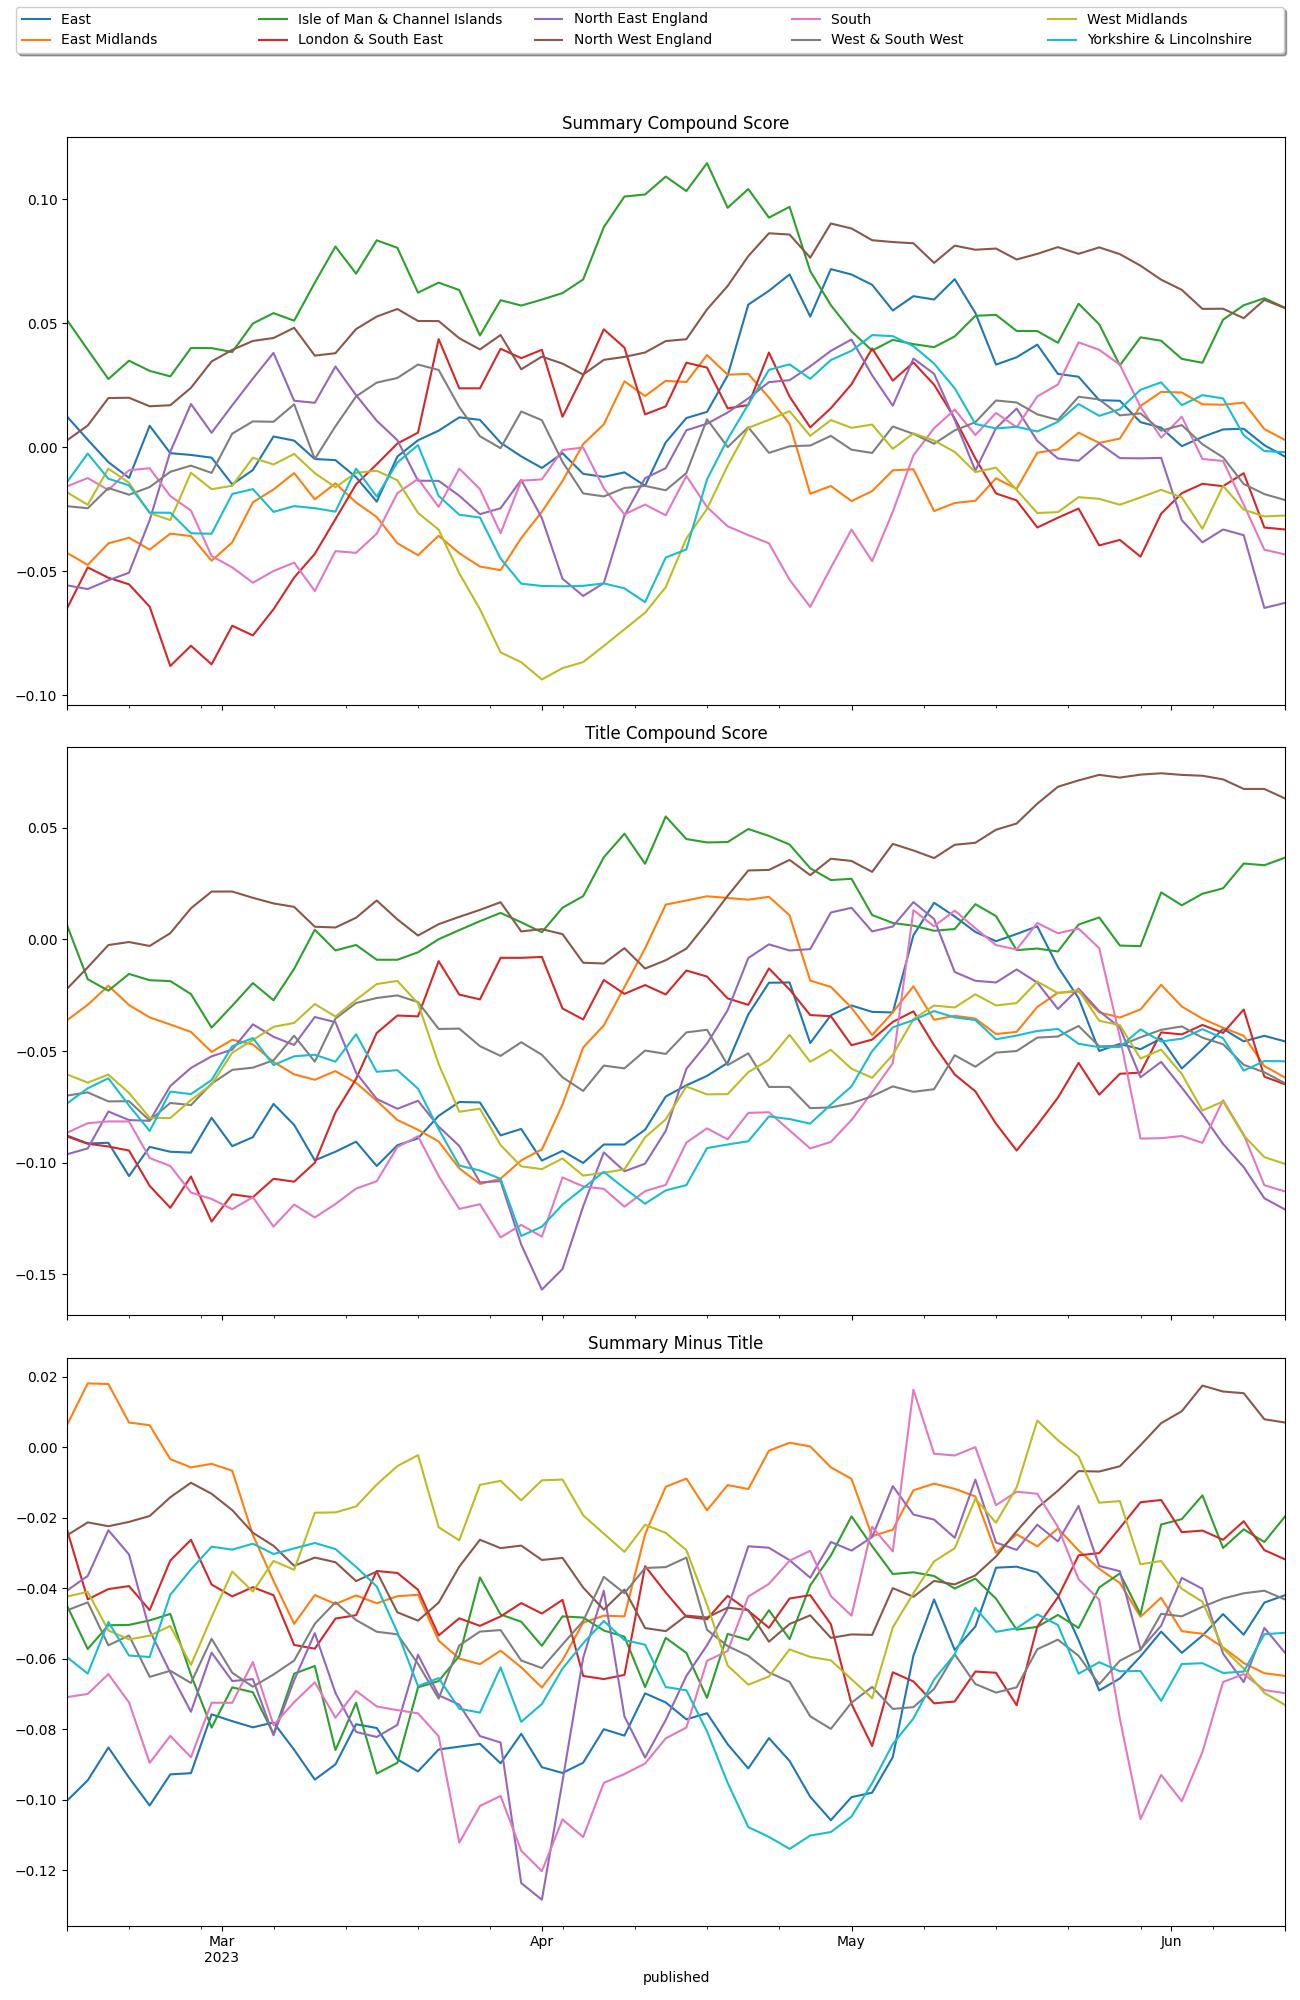 East
Isle of Man & Channel Islands
North East England
South
West Midlands
East Midlands
London & South East
North West England
West & South West
Yorkshire & Lincolnshire
Summary Compound Score
0.10
0.05
0.00
−0.05
−0.10
Title Compound Score
0.05
0.00
−0.05
−0.10
−0.15
Summary Minus Title
0.02
0.00
−0.02
−0.04
−0.06
−0.08
−0.10
−0.12
Mar
2023
Apr
May
Jun
published